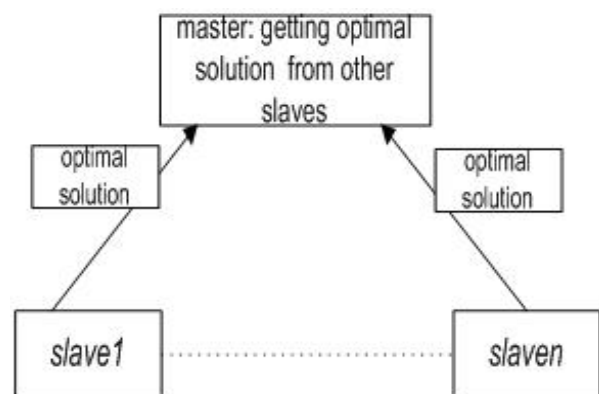 master: getting optimal
solution from other
slaves
optimal
solution
optimal
solution
slave1
slaven